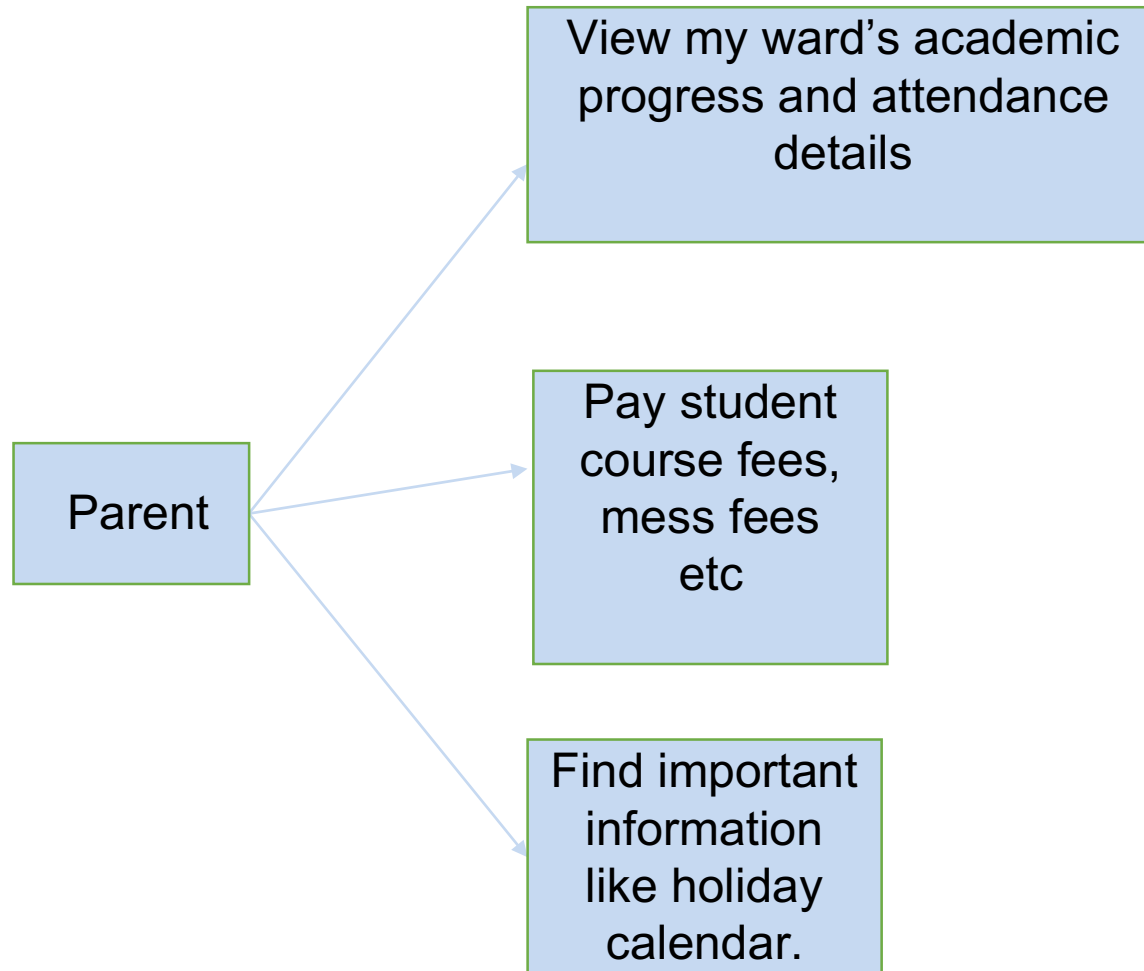 View my ward’s academic
progress and attendance
details
Parent
Pay student
course fees,
mess fees
etc
Find important
information
like holiday
calendar.